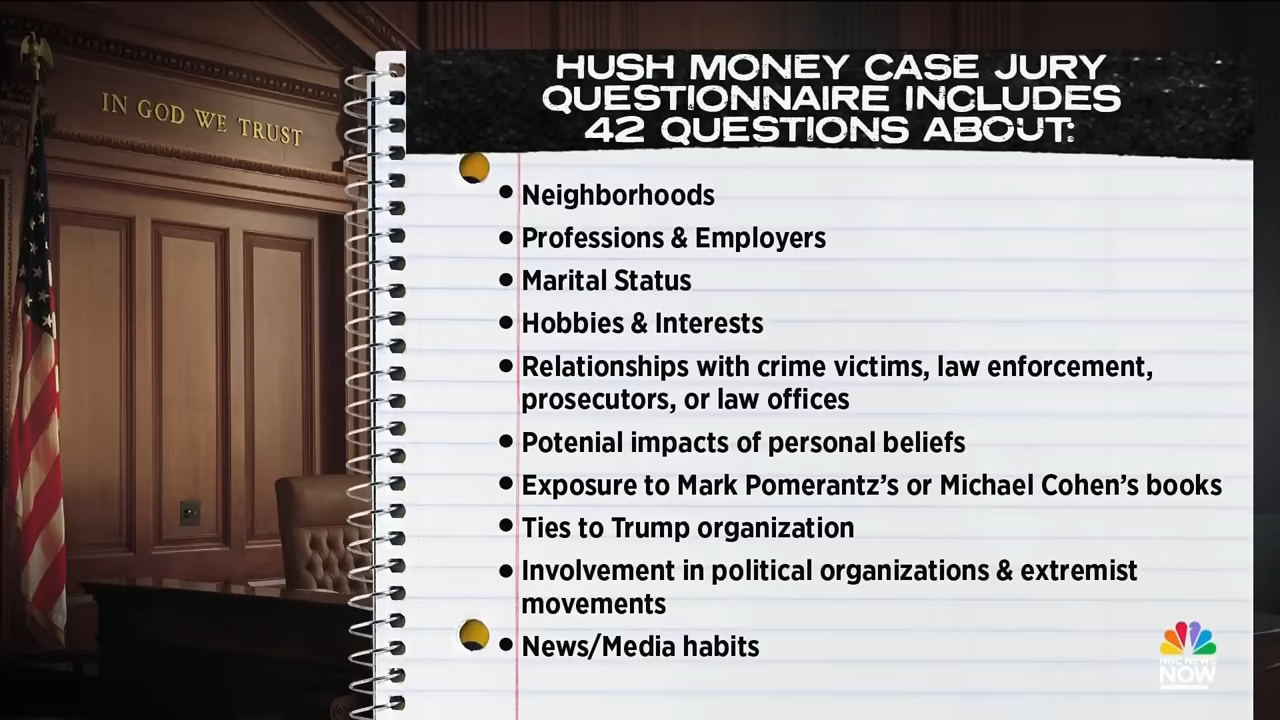 IN GOD WE TRUST
HUSH MONEY CASE JURY
QUESTIONNAIRE INCLUDES
42 QUESTIONS ABOUT:
• Neighborhoods
• Professions & Employers
• Marital Status
• Hobbies & Interests
• Relationships with crime victims, law enforcement,
prosecutors, or law offices
• Potenial impacts of personal beliefs
• Exposure to Mark Pomerantz’s or Michael Cohen’s books
• Ties to Trump organization
• Involvement in political organizations & extremist
movements
• News/Media habits
NBC NEWS
NOW